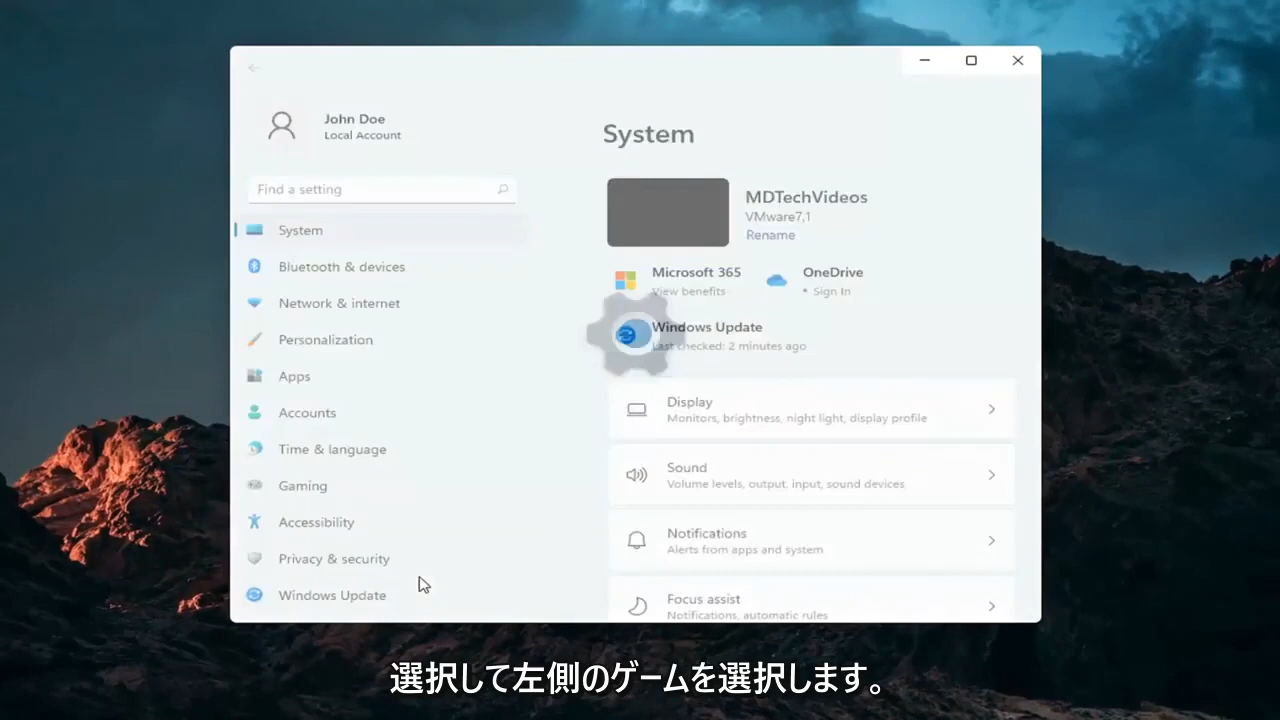 John Doe
Local Account
Find a setting
System
Bluetooth & devices
Network & internet
Personalization
Apps
Accounts
Time & language
Gaming
Accessibility
Privacy & security
Windows Update
System
MDTechVideos
VMware7,1
Rename
Microsoft 365
View benefits
OneDrive
• Sign In
Windows Update
Last checked: 2 minutes ago
Display
Monitors, brightness, night light, display profile
Sound
Volume levels, output, input, sound devices
Notifications
Alerts from apps and system
Focus assist
Notifications, automatic rules
選択して左側のゲームを選択します。